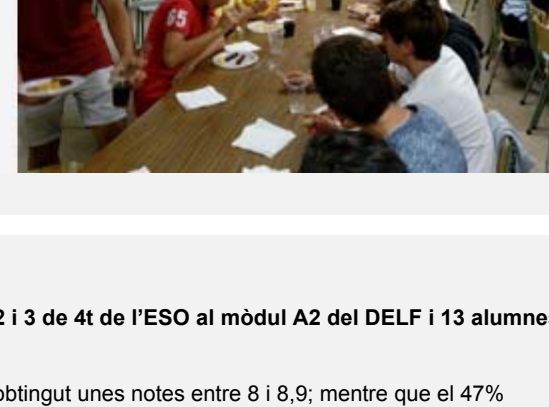 65
2 i 3 de 4t de l'ESO al mòdul A2 del DELF i 13 alumnes
obtingut unes notes entre 8 i 8,9; mentre que el 47%